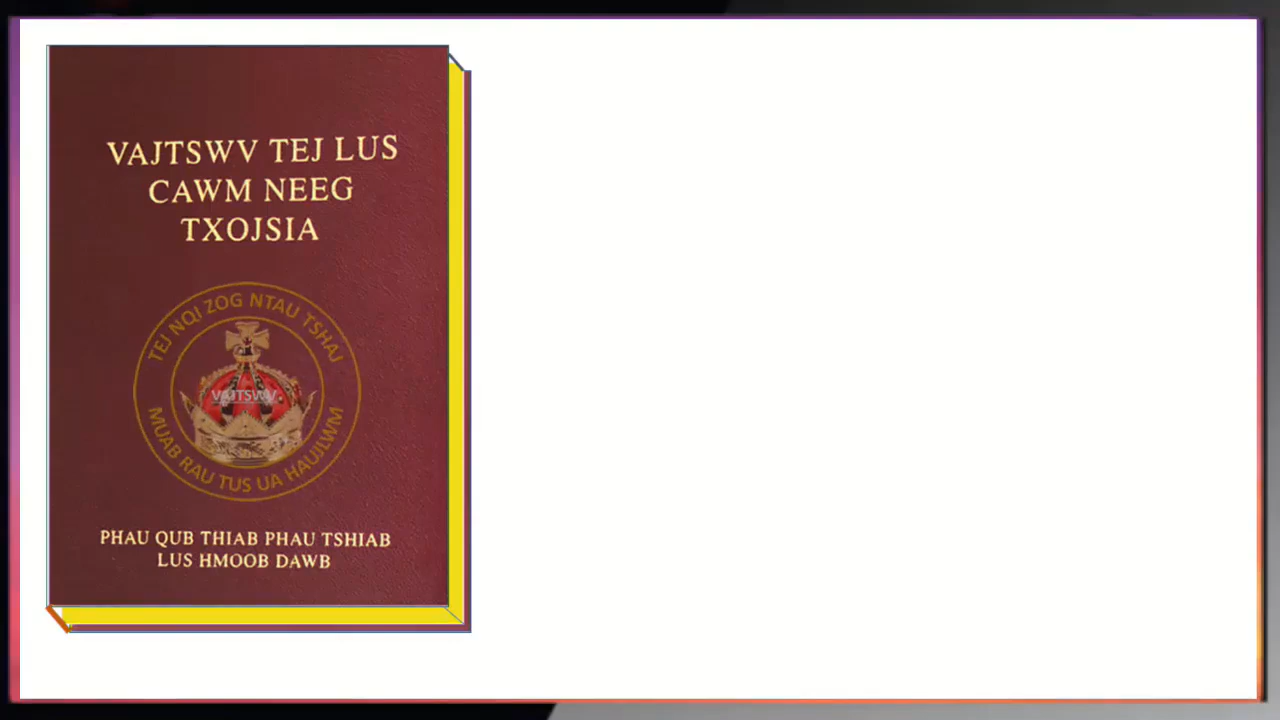 VAJTSWV TEJ LUS
CAWM NEEG
TXOJSIA
TEJ NQI ZOG NTAU TSHAJ
VAJTSWV
MUAB RAU TUS UA HAUJLWM
PHAU QUB THIAB PHAU TSHIAB
LUS HMOOB DAWB